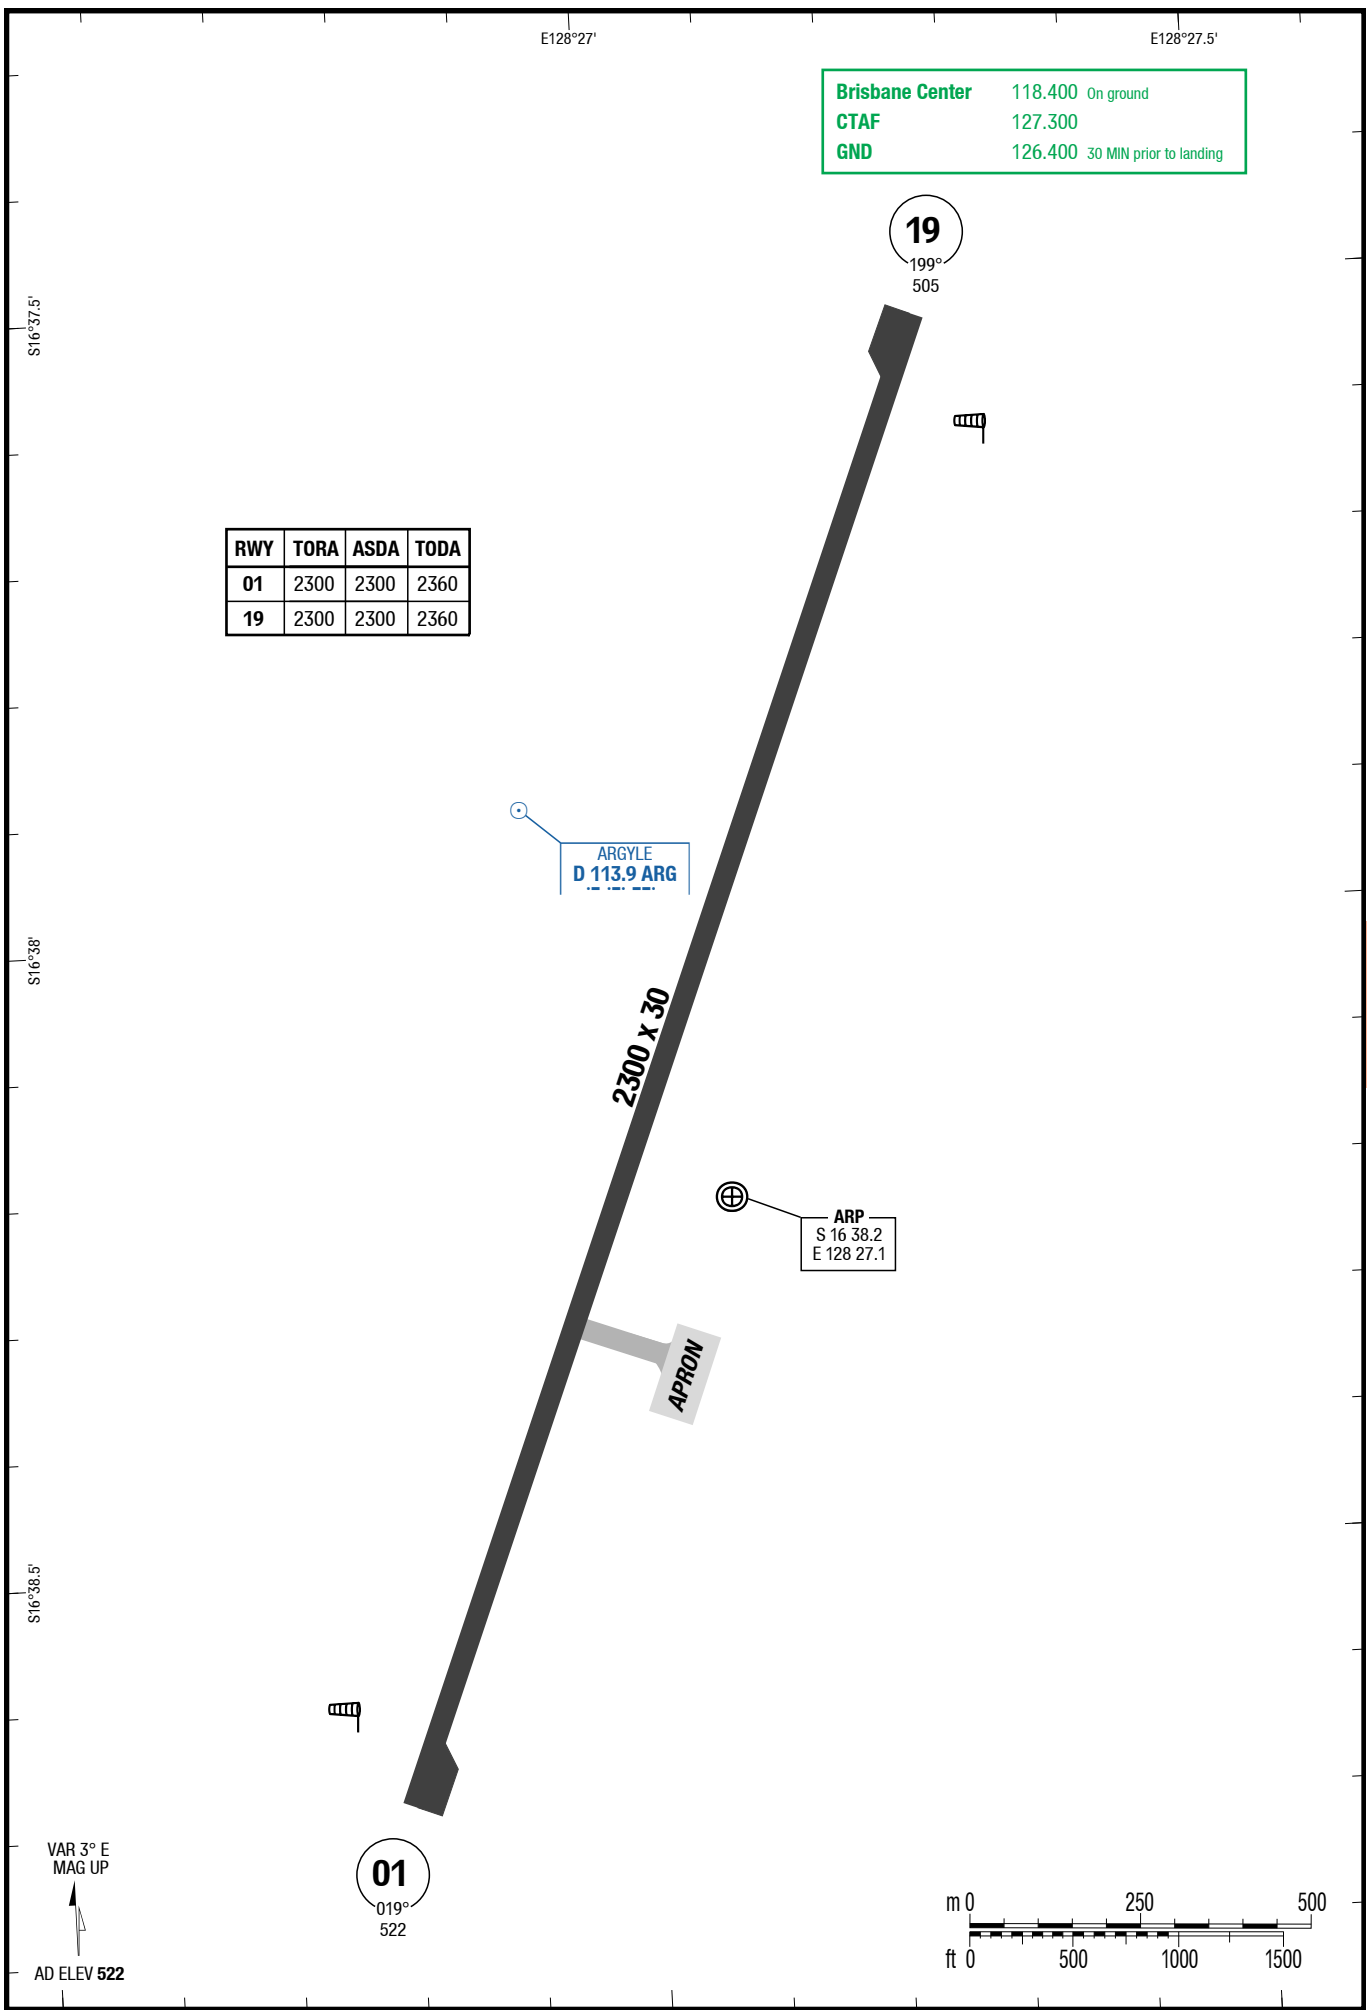 E128°27' E128°27.5'
Brisbane Center 118.400 On ground
CTAF 127.300
GND 126.400 30 MIN prior to landing
19
199°
505
S16°37.5'
RWY TORA ASDA TODA
01 2300 2300 2360
19 2300 2300 2360
ARGYLE
D 113.9 ARG
S16°38'
2300 x 30
ARP
S 16 38.2
E 128 27.1
APRON
S16°38.5'
01
019°
522
VAR 3° E
MAG UP
AD ELEV 522
m 0 250 500
ft 0 500 1000 1500